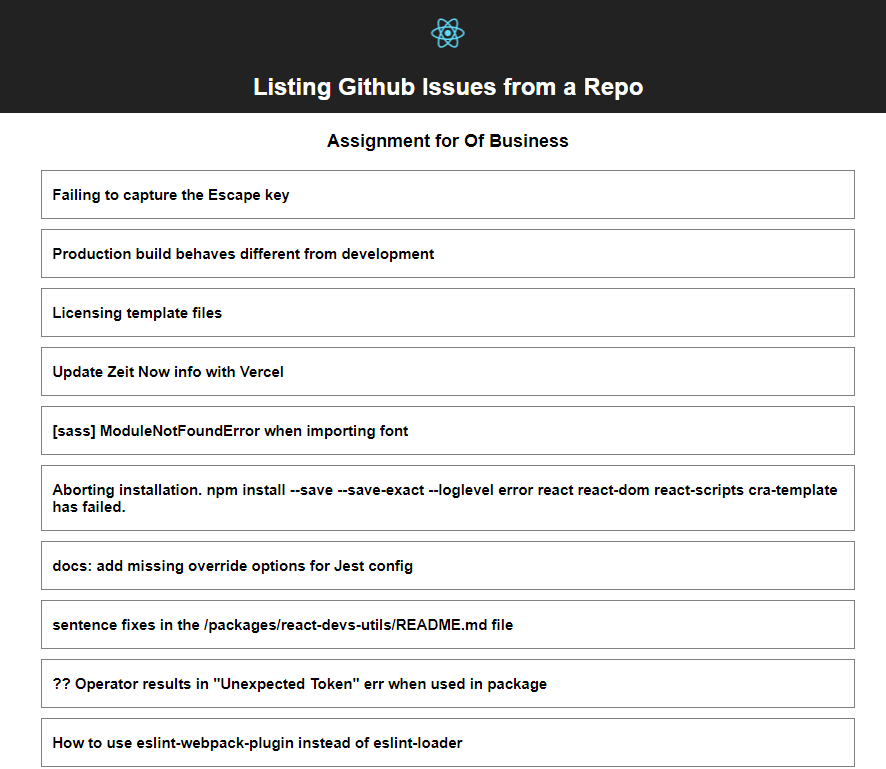 Listing Github Issues from a Repo
Assignment for Of Business
Failing to capture the Escape key
Production build behaves different from development
Licensing template files
Update Zeit Now info with Vercel
[sass] ModuleNotFoundError when importing font
Aborting installation. npm install --save --save-exact --loglevel error react react-dom react-scripts cra-template
has failed.
docs: add missing override options for Jest config
sentence fixes in the /packages/react-devs-utils/README.md file
?? Operator results in "Unexpected Token" err when used in package
How to use eslint-webpack-plugin instead of eslint-loader